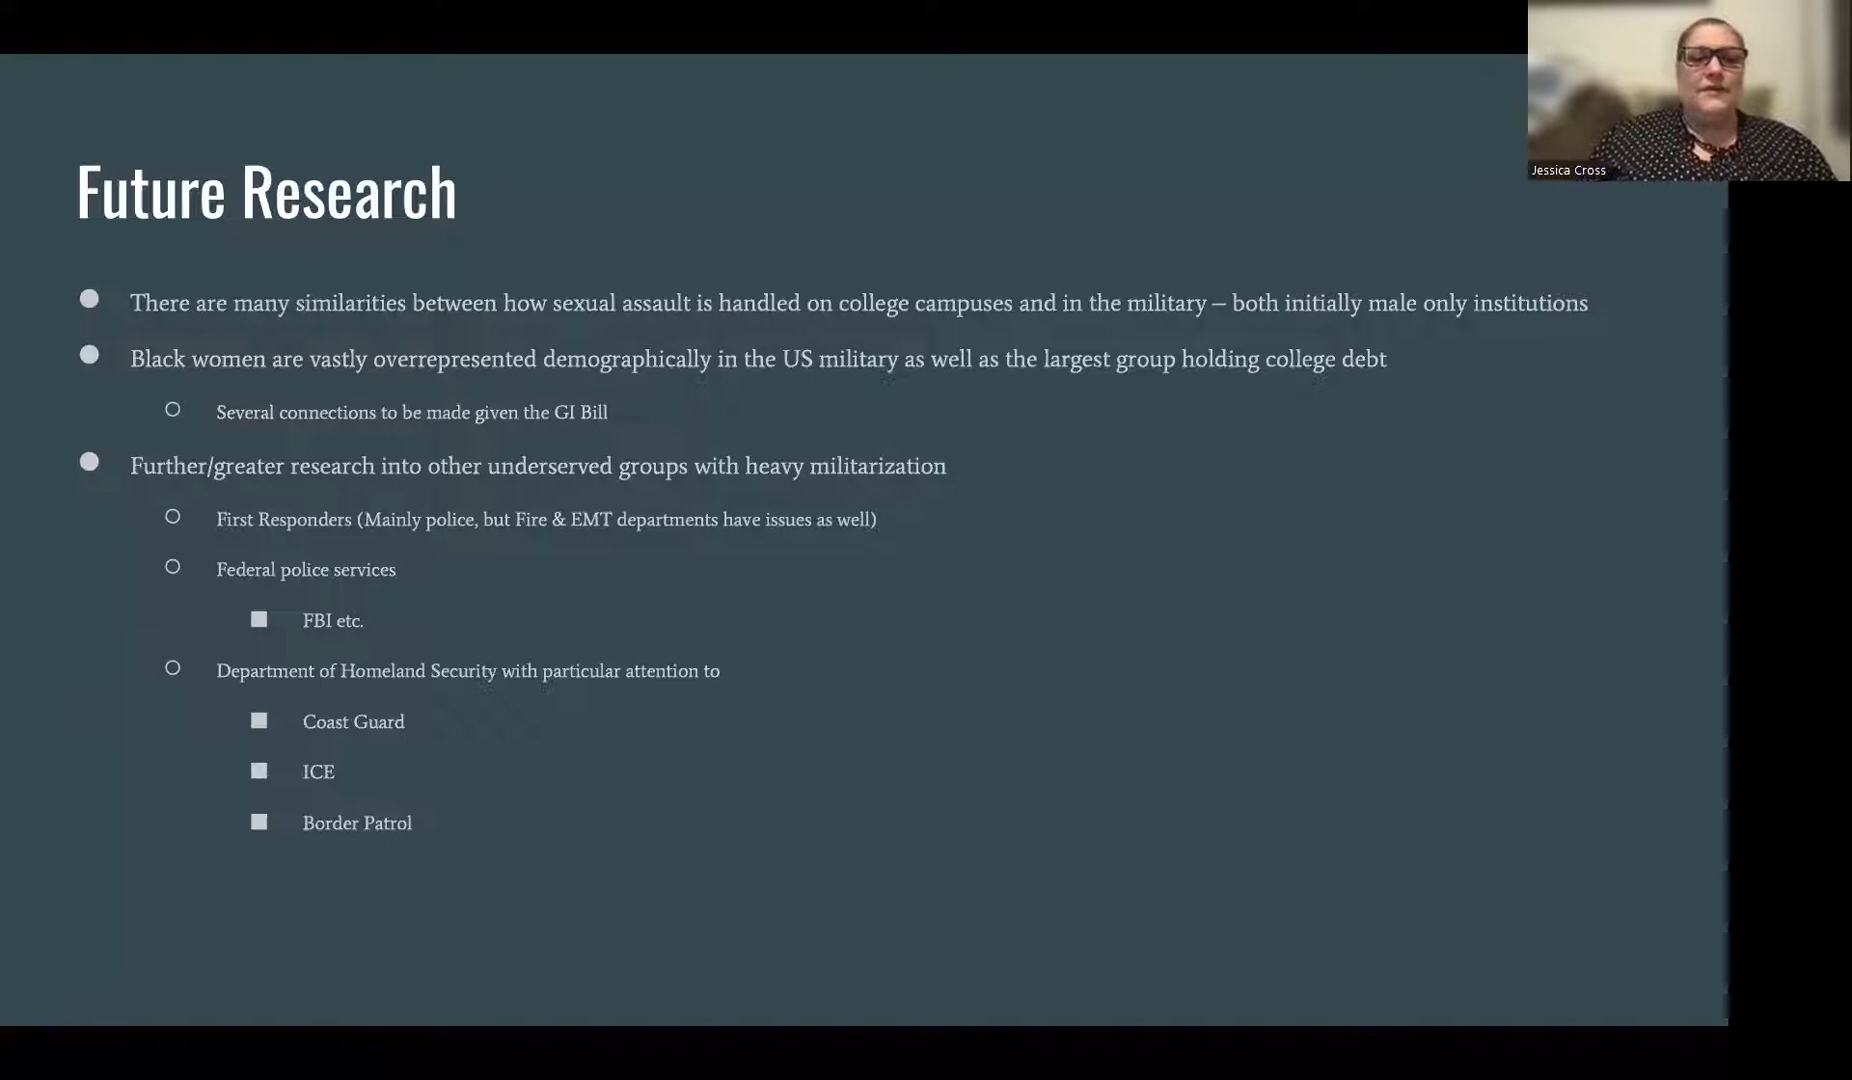 Jessica Cross
Future Research
There are many similarities between how sexual assault is handled on college campuses and in the military – both initially male only institutions
Black women are vastly overrepresented demographically in the US military as well as the largest group holding college debt
Several connections to be made given the GI Bill
Further/greater research into other underserved groups with heavy militarization
First Responders (Mainly police, but Fire & EMT departments have issues as well)
Federal police services
FBI etc.
Department of Homeland Security with particular attention to
Coast Guard
ICE
Border Patrol